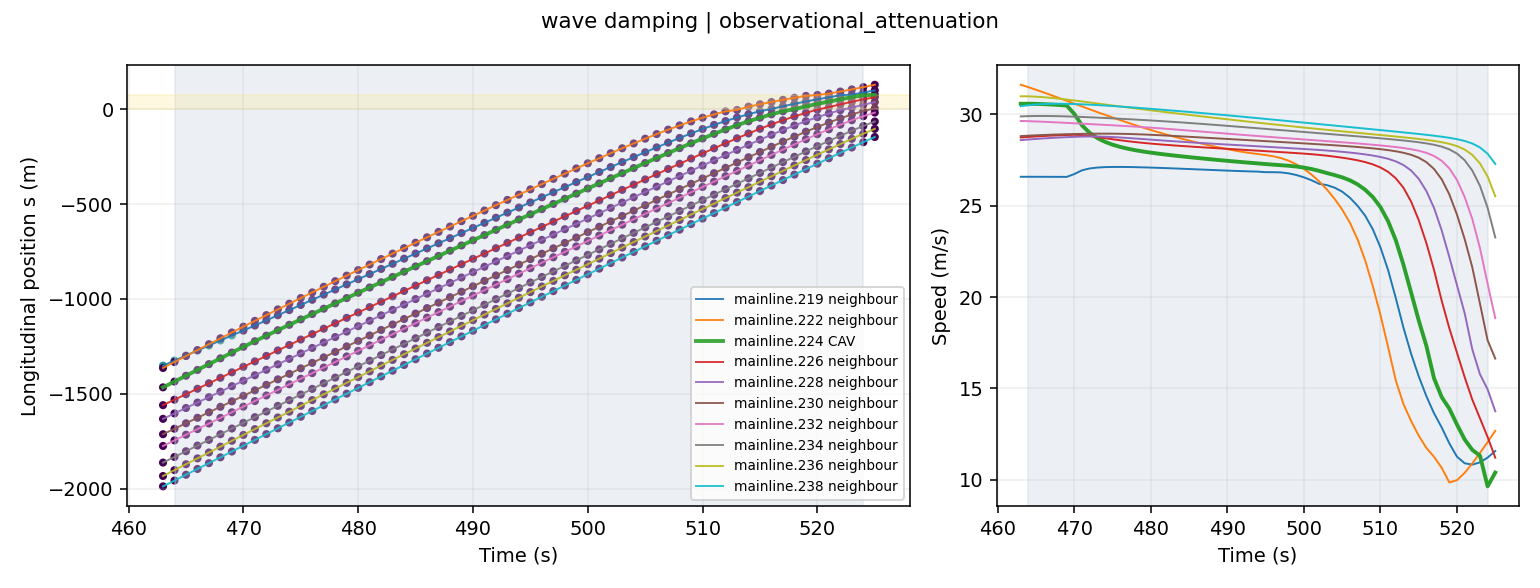 wave damping | observational_attenuation
Longitudinal position s (m)
0
−500
−1000
−1500
−2000
460
470
480
490
500
510
520
Time (s)
mainline.219 neighbour
mainline.222 neighbour
mainline.224 CAV
mainline.226 neighbour
mainline.228 neighbour
mainline.230 neighbour
mainline.232 neighbour
mainline.234 neighbour
mainline.236 neighbour
mainline.238 neighbour
Speed (m/s)
30
25
20
15
10
460
470
480
490
500
510
520
Time (s)